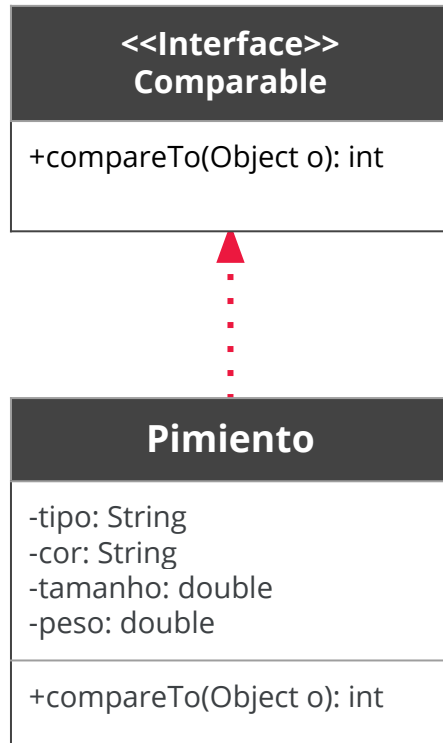 <<Interface>>
Comparable
+compareTo(Object o): int
Pimiento
-tipo: String
-cor: String
-tamanho: double
-peso: double
+compareTo(Object o): int